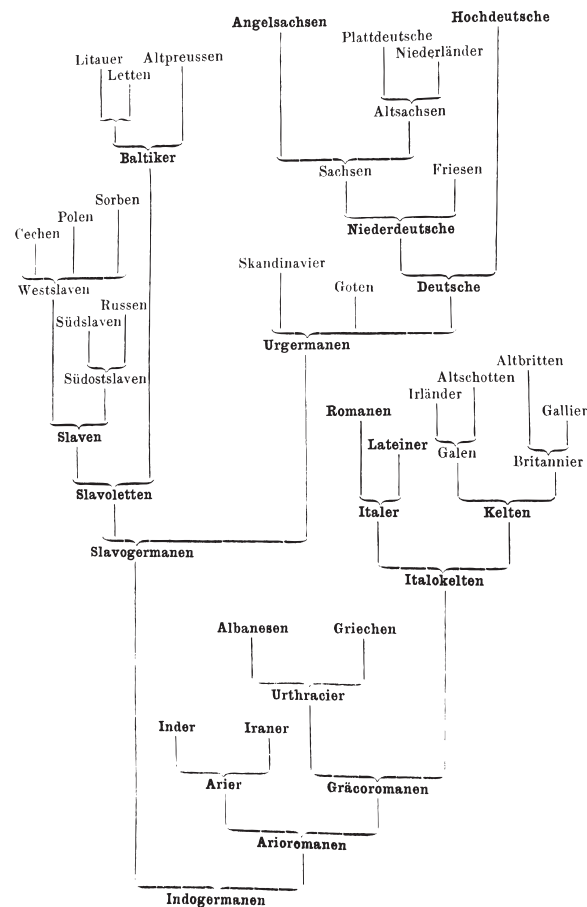 Angelsachsen
Hochdeutsche
Plattdeutsche
Niederländer
Litauer
Altpreussen
Letten
Altsachsen
Baltiker
Sachsen
Friesen
Sorben
Polen
Cechen
Niederdeutsche
Skandinavier
Goten
Deutsche
Westslaven
Russen
Südslaven
Urgermanen
Südostslaven
Altbritten
Altschotten
Irländer
Gallier
Romanen
Slaven
Lateiner
Galen
Britannier
Slavoletten
Italer
Kelten
Slavogermanen
Italokelten
Albanesen
Griechen
Urthracier
Inder
Iraner
Arier
Gräcoromanen
Arioromanen
Indogermanen